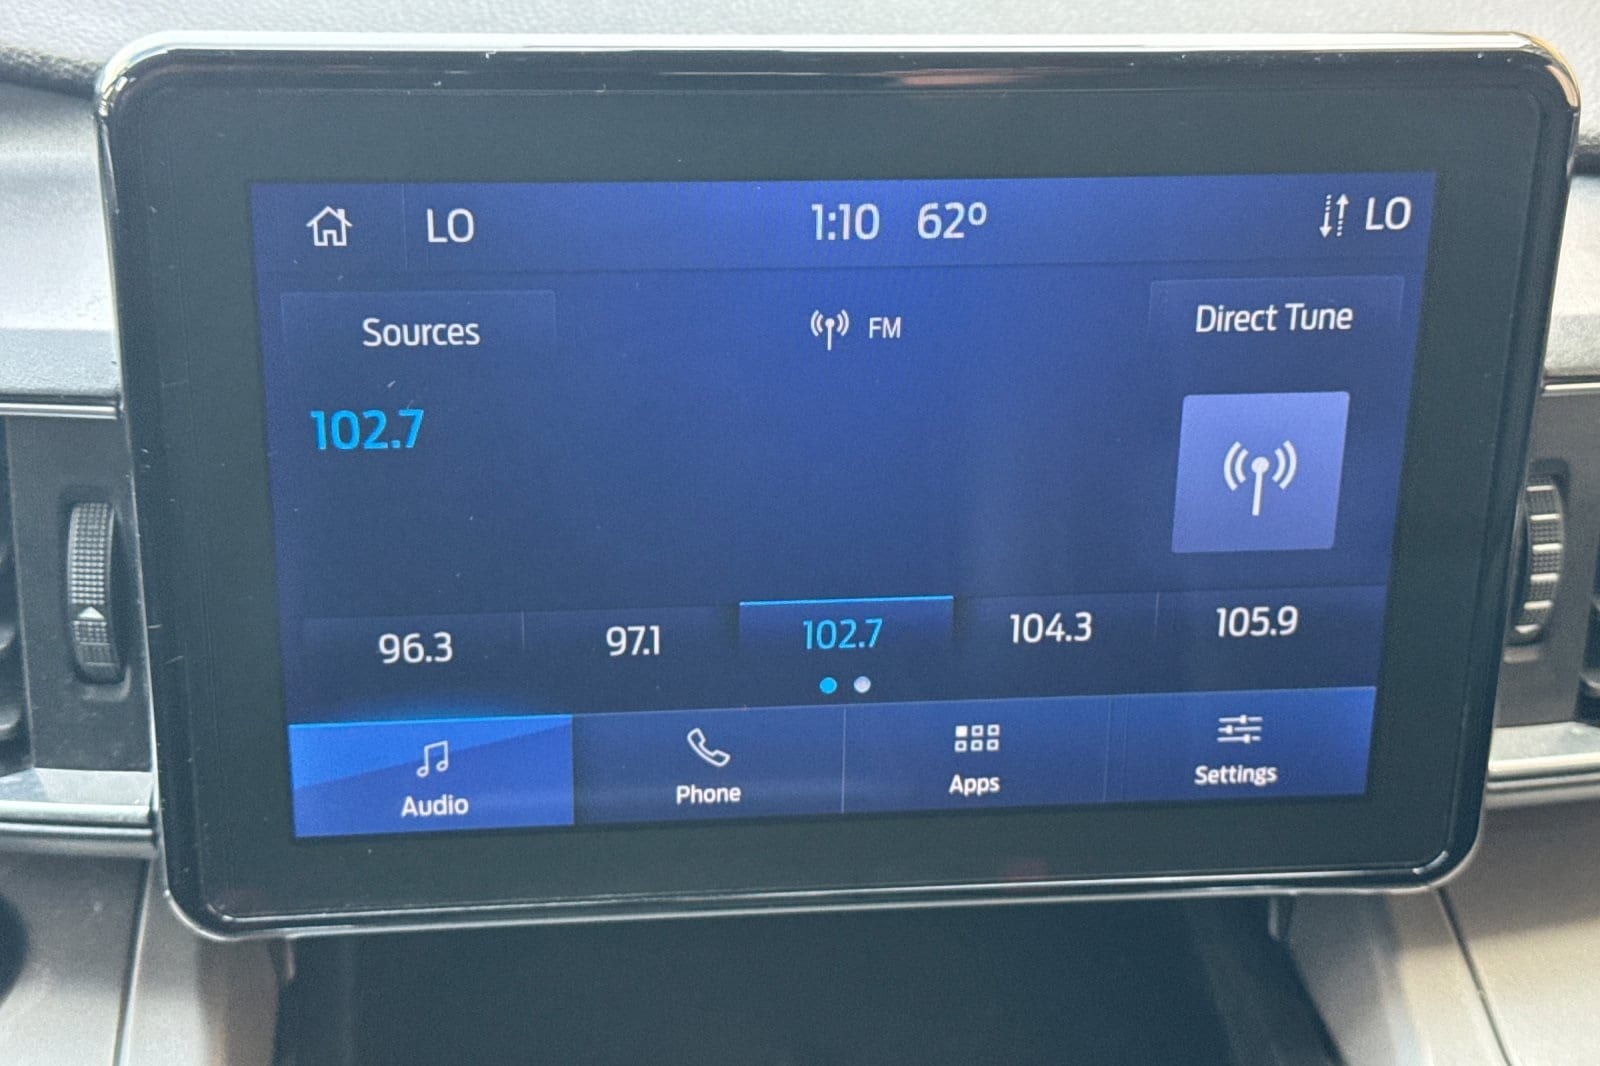 LO 1:10 62° LO
Sources FM Direct Tune
102.7
96.3 97.1 102.7 104.3 105.9
Audio Phone Apps Settings